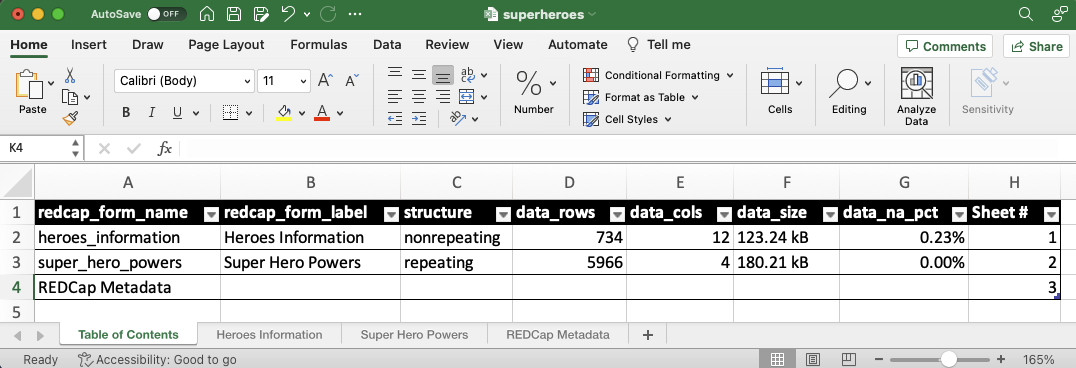 AutoSave OFF superheroes
Home Insert Draw Page Layout Formulas Data Review View Automate Tell me Comments Share
Paste Calibri (Body) 11 A A ab Number Conditional Formatting Cells Editing Analyze Data Sensitivity
B I U A Format as Table
Cell Styles
K4 fx
A B C D E F G H
1 redcap_form_name redcap_form_label structure data_rows data_cols data_size data_na_pct Sheet #
2 heroes_information Heroes Information nonrepeating 734 12 123.24 kB 0.23% 1
3 super_hero_powers Super Hero Powers repeating 5966 4 180.21 kB 0.00% 2
4 REDCap Metadata 3
5
Table of Contents Heroes Information Super Hero Powers REDCap Metadata +
Ready Accessibility: Good to go - + 165%